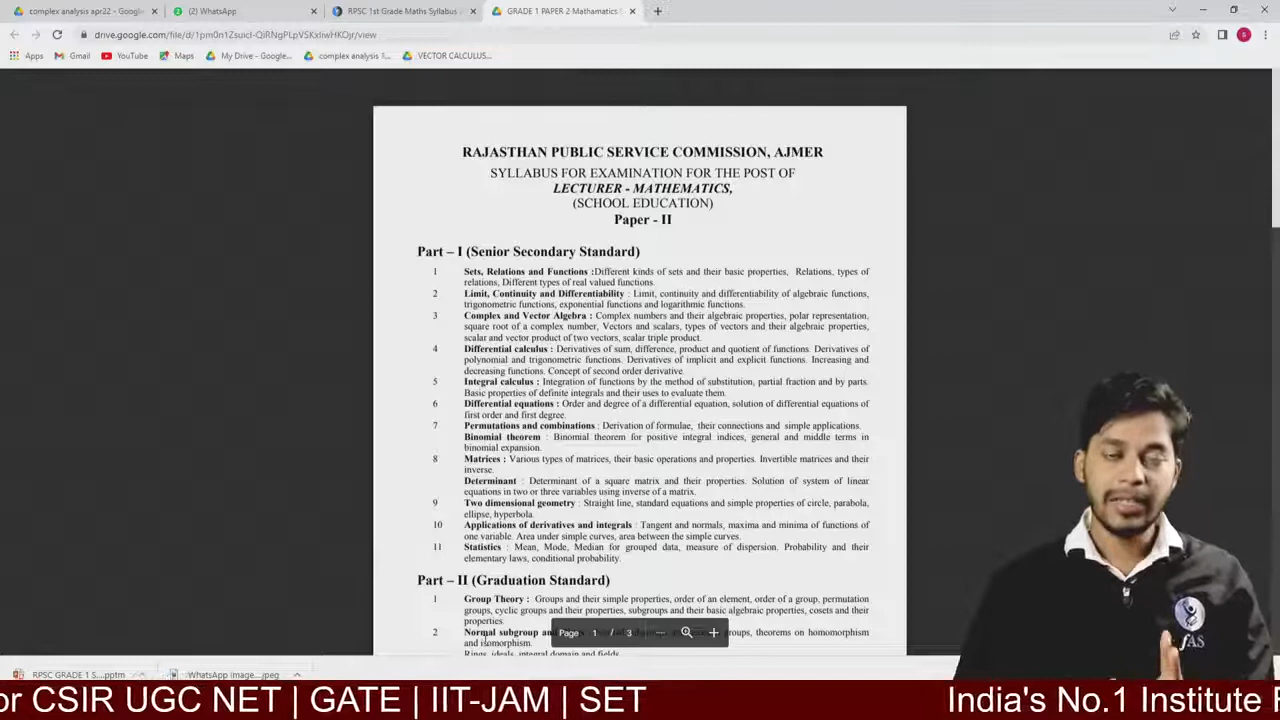 complex analysis apr22 - Google
(2) WhatsApp
RPSC 1st Grade Maths Syllabus
GRADE 1 PAPER 2 Mathamatics S
drive.google.com/file/d/1pm0n1Zsuicl-QiRNgPLpVSKxIiwHKOjr/view
S
Apps
Gmail
YouTube
Maps
My Drive - Google...
complex analysis
VECTOR CALCULUS...
RAJASTHAN PUBLIC SERVICE COMMISSION, AJMER
SYLLABUS FOR EXAMINATION FOR THE POST OF
LECTURER - MATHEMATICS,
(SCHOOL EDUCATION)
Paper - II
Part – I (Senior Secondary Standard)
1 Sets, Relations and Functions :Different kinds of sets and their basic properties, Relations, types of
relations, Different types of real valued functions.
2 Limit, Continuity and Differentiability : Limit, continuity and differentiability of algebraic functions,
trigonometric functions, exponential functions and logarithmic functions.
3 Complex and Vector Algebra : Complex numbers and their algebraic properties, polar representation,
square root of a complex number, Vectors and scalars, types of vectors and their algebraic properties,
scalar and vector product of two vectors, scalar triple product.
4 Differential calculus : Derivatives of sum, difference, product and quotient of functions. Derivatives of
polynomial and trigonometric functions. Derivatives of implicit and explicit functions. Increasing and
decreasing functions. Concept of second order derivative.
5 Integral calculus : Integration of functions by the method of substitution, partial fraction and by parts.
Basic properties of definite integrals and their uses to evaluate them.
6 Differential equations : Order and degree of a differential equation, solution of differential equations of
first order and first degree.
7 Permutations and combinations : Derivation of formulae, their connections and simple applications.
Binomial theorem : Binomial theorem for positive integral indices, general and middle terms in
binomial expansion.
8 Matrices : Various types of matrices, their basic operations and properties. Invertible matrices and their
inverse.
Determinant : Determinant of a square matrix and their properties. Solution of system of linear
equations in two or three variables using inverse of a matrix.
9 Two dimensional geometry : Straight line, standard equations and simple properties of circle, parabola,
ellipse, hyperbola.
10 Applications of derivatives and integrals : Tangent and normals, maxima and minima of functions of
one variable. Area under simple curves, area between the simple curves.
11 Statistics : Mean, Mode, Median for grouped data, measure of dispersion. Probability and their
elementary laws, conditional probability.
Part – II (Graduation Standard)
1 Group Theory : Groups and their simple properties, order of an element, order of a group, permutation
groups, cyclic groups and their properties, subgroups and their basic algebraic properties, cosets and their
properties.
2 Normal subgroup and groups, theorems on homomorphism
and isomorphism.
Rings, ideals, integral domain and fields.
Page 1 / 3
IFAS
RPSC GRADE 1 S....pptm
WhatsApp Image....jpeg
or CSIR UGC NET | GATE | IIT-JAM | SET
India's No.1 Institute F